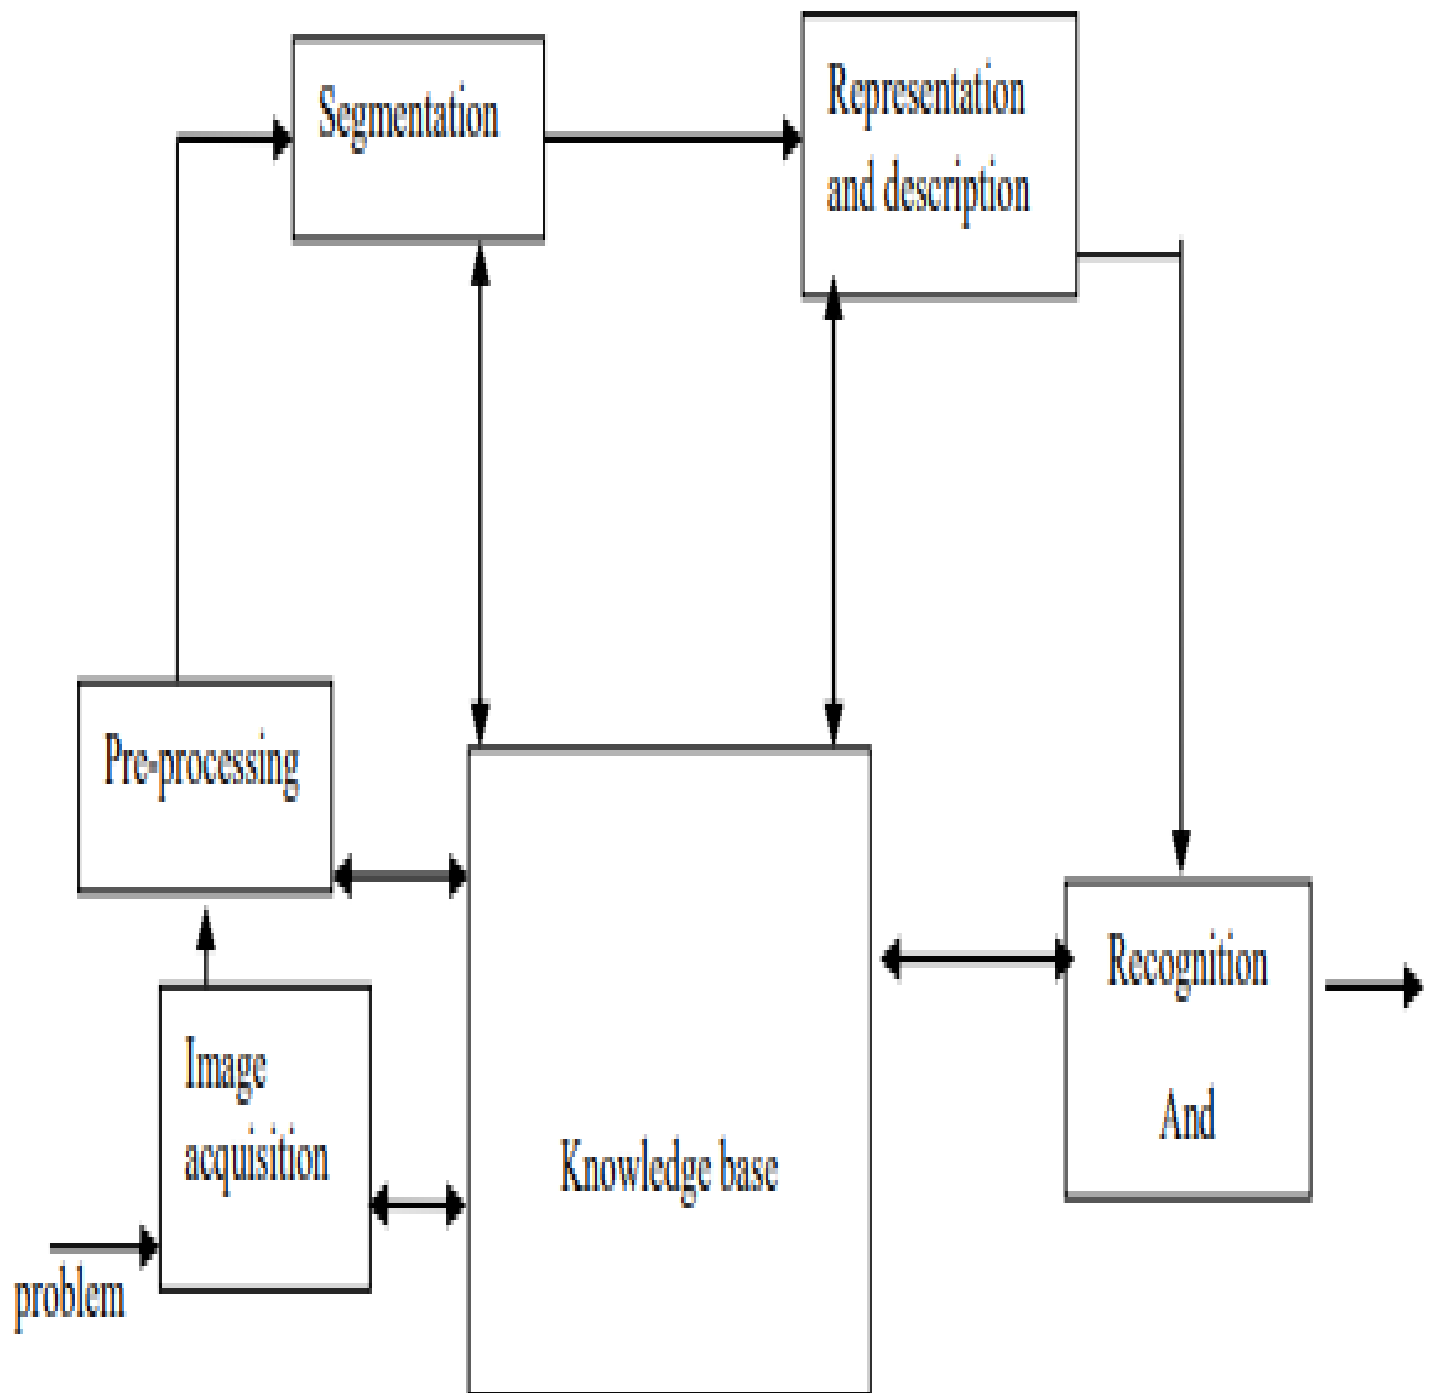 Segmentation
Representation
and description
Pre-processing
Image
acquisition
problem
Knowledge base
Recognition
And